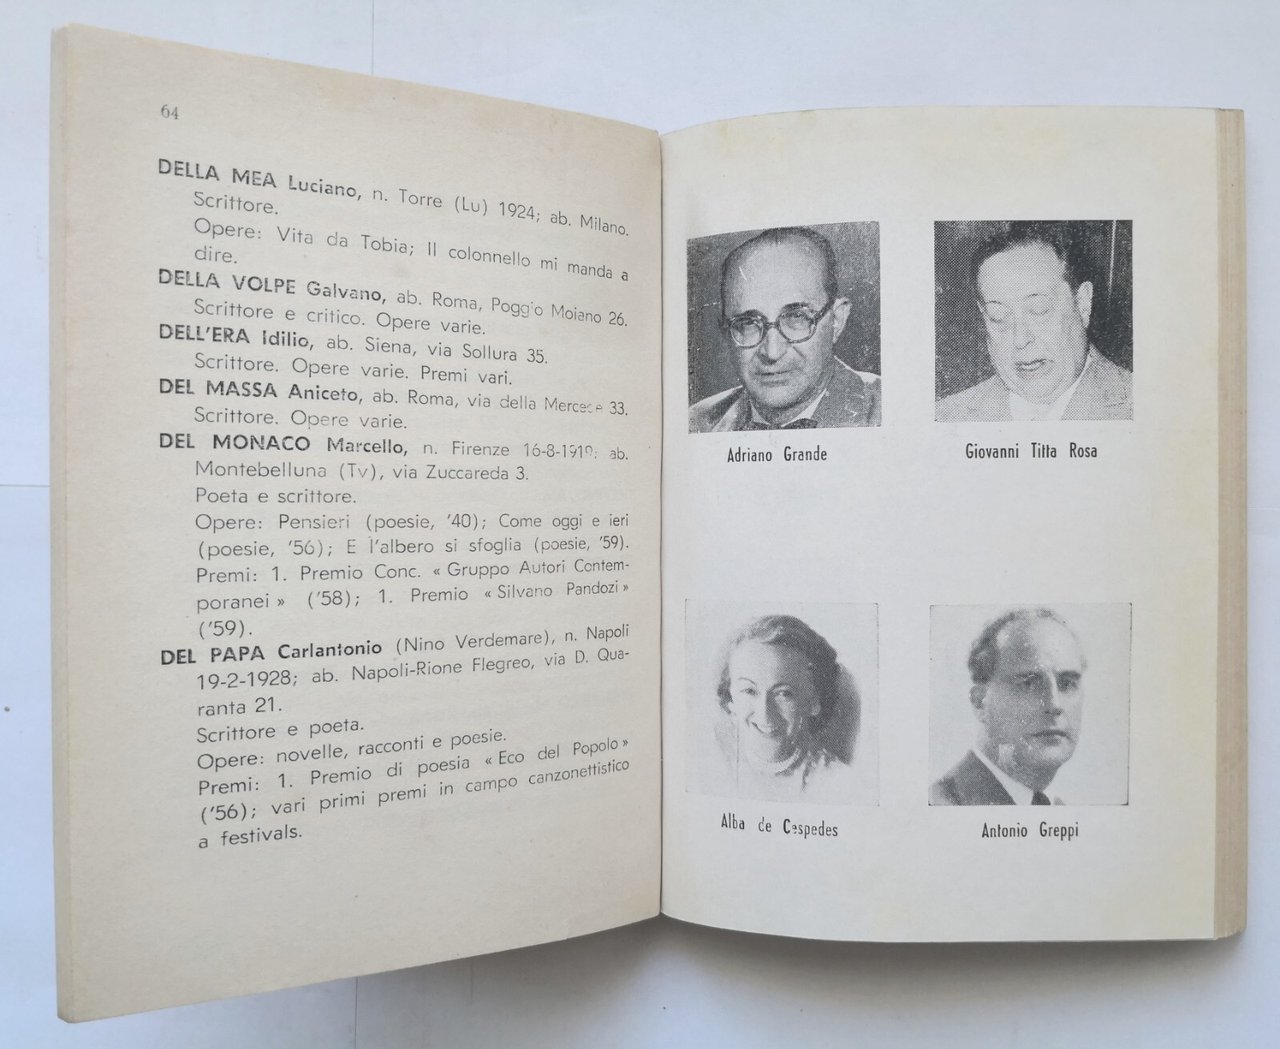 64
DELLA MEA Luciano, n. Torre (Lu) 1924; ab. Milano.
Scrittore.
Opere: Vita da Tobia; Il colonnello mi manda a
dire.
DELLA VOLPE Galvano, ab. Roma, Poggio Moiano 26.
Scrittore e critico. Opere varie.
DELL'ERA Idilio, ab. Siena, via Sollura 35.
Scrittore. Opere varie. Premi vari.
DEL MASSA Aniceto, ab. Roma, via della Mercece 33.
Scrittore. Opere varie.
DEL MONACO Marcello, n. Firenze ab.
Montebelluna (Tv), via Zuccareda 3.
Poeta e scrittore.
Opere: Pensieri (poesie, '40); Come oggi e ieri
(poesie, '56); E l'albero si sfoglia (poesie, '59).
Premi: 1. Premio Conc. « Gruppo Autori Contem-
poranei » ('58); 1. Premio « Silvano Pandozi »
('59).
DEL PAPA Carlantonio (Nino Verdemare), n. Napoli
19-2-1928; ab. Napoli-Rione Flegreo, via D. Qua-
ranta 21.
Scrittore e poeta.
Opere: novelle, racconti e poesie.
Premi: 1. Premio di poesia « Eco del Popolo »
('56); vari primi premi in campo canzonettistico
a festivals.
Adriano Grande
Giovanni Titta Rosa
Alba de Cespedes
Antonio Greppi